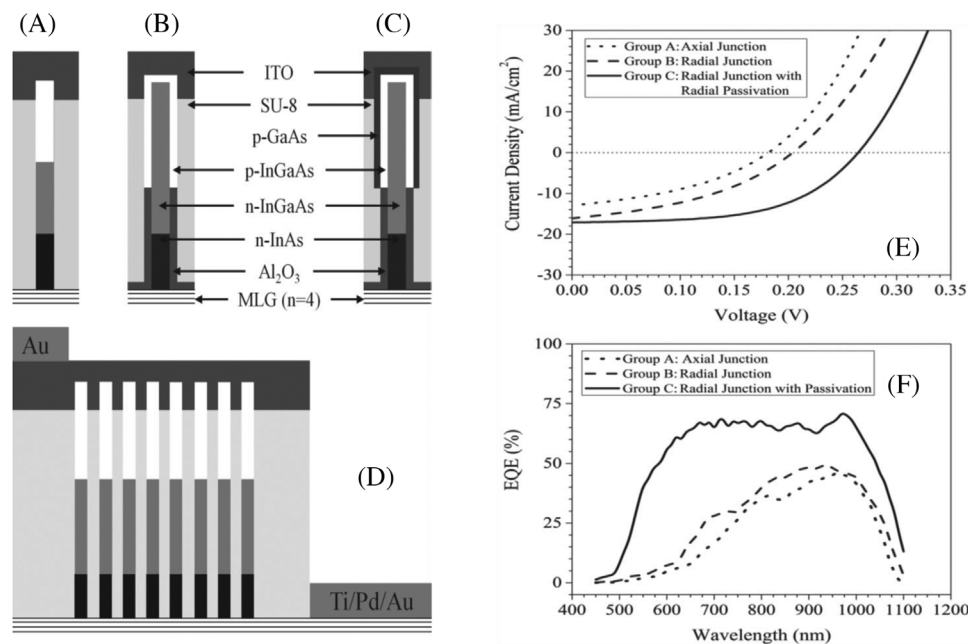 (A)
(B)
(C)
ITO
SU-8
p-GaAs
p-InGaAs
n-InGaAs
n-InAs
Al₂O₃
MLG (n=4)
Au
(D)
Ti/Pd/Au
Current Density (mA/cm²)
30
20
10
0
-10
-20
-30
Group A: Axial Junction
Group B: Radial Junction
Group C: Radial Junction with
Radial Passivation
(E)
0.00 0.05 0.10 0.15 0.20 0.25 0.30 0.35
Voltage (V)
EQE (%)
100
75
50
25
0
Group A: Axial Junction
Group B: Radial Junction
Group C: Radial Junction with Passivation
(F)
400 500 600 700 800 900 1000 1100 1200
Wavelength (nm)